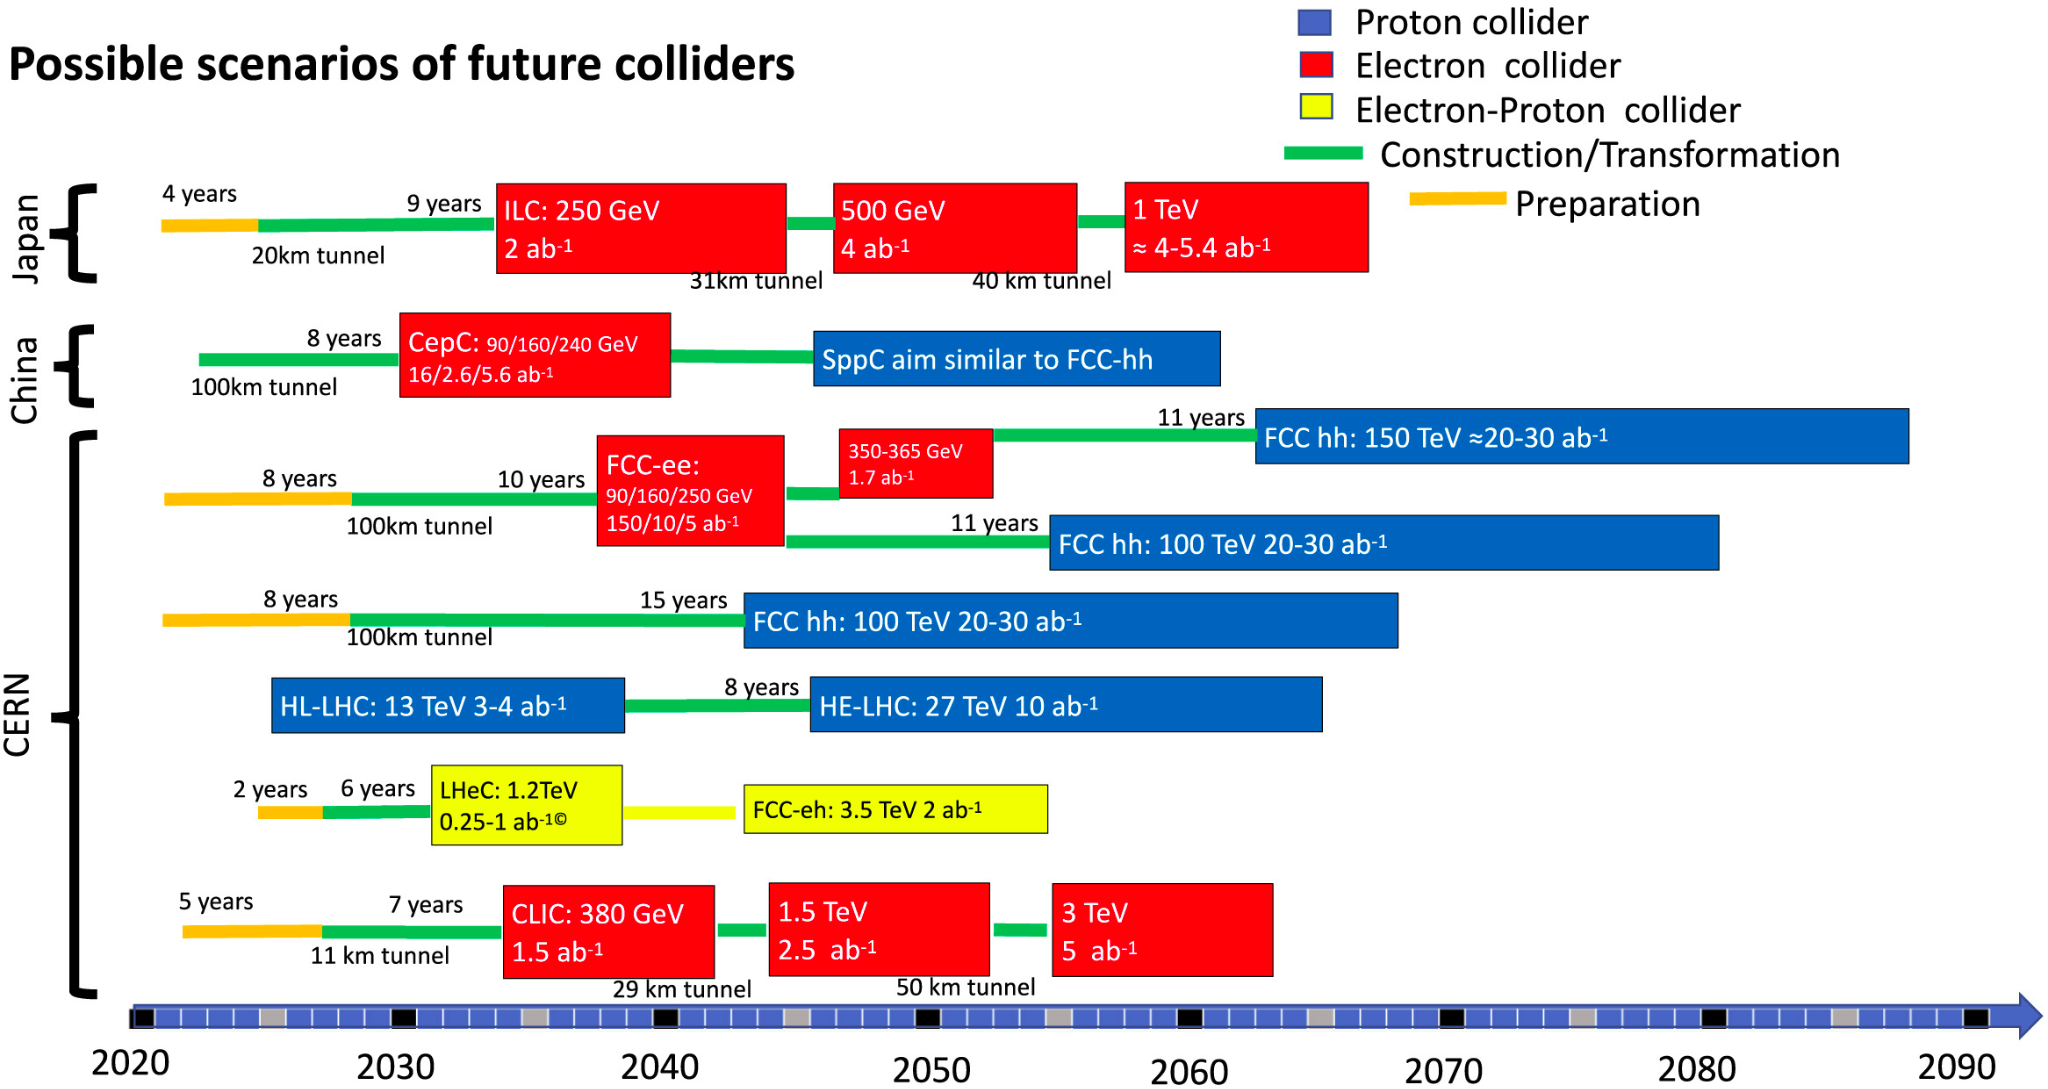 Possible scenarios of future colliders
Proton collider
Electron  collider
Electron-Proton  collider
Construction/Transformation
Preparation
Japan
4 years
9 years
20km tunnel
ILC: 250 GeV
2 ab-1
31km tunnel
500 GeV
4 ab-1
40 km tunnel
1 TeV
≈ 4-5.4 ab-1
China
8 years
100km tunnel
CepC: 90/160/240 GeV
16/2.6/5.6 ab-1
SppC aim similar to FCC-hh
CERN
8 years
10 years
100km tunnel
FCC-ee:
90/160/250 GeV
150/10/5 ab-1
350-365 GeV
1.7 ab-1
11 years
FCC hh: 150 TeV ≈20-30 ab-1
11 years
FCC hh: 100 TeV 20-30 ab-1
8 years
15 years
100km tunnel
FCC hh: 100 TeV 20-30 ab-1
HL-LHC: 13 TeV 3-4 ab-1
8 years
HE-LHC: 27 TeV 10 ab-1
2 years
6 years
LHeC: 1.2TeV
0.25-1 ab-1©
FCC-eh: 3.5 TeV 2 ab-1
5 years
7 years
11 km tunnel
CLIC: 380 GeV
1.5 ab-1
29 km tunnel
1.5 TeV
2.5  ab-1
50 km tunnel
3 TeV
5  ab-1
2020
2030
2040
2050
2060
2070
2080
2090